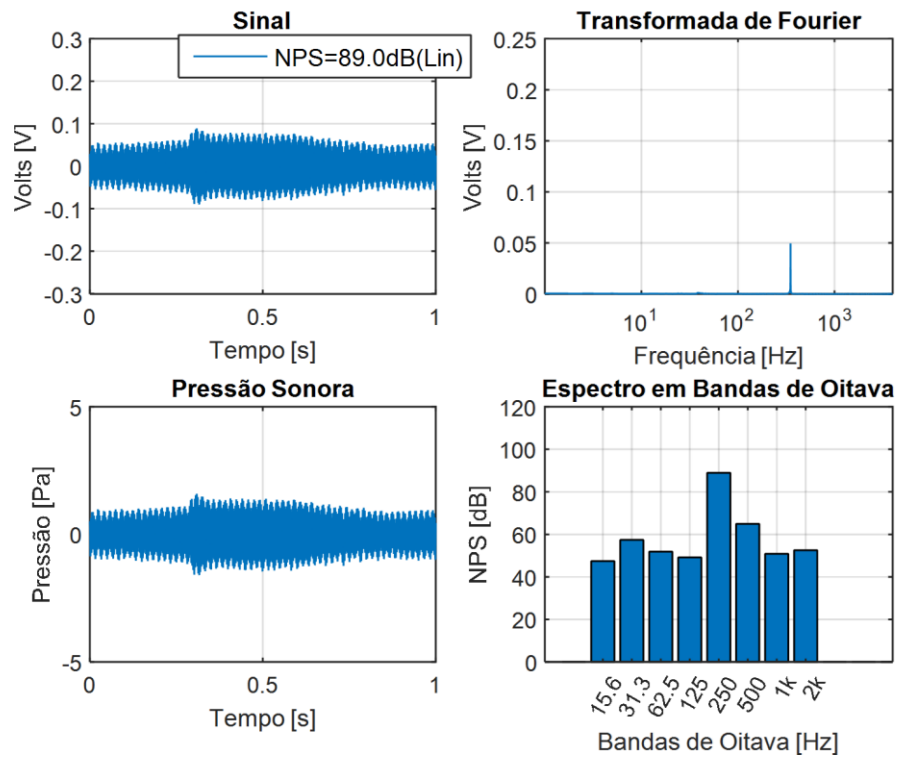 Sinal
NPS=89.0dB(Lin)
0.3
0.2
0.1
0
-0.1
-0.2
-0.3
Volts [V]
0
0.5
1
Tempo [s]
Transformada de Fourier
0.25
0.2
0.15
0.1
0.05
0
Volts [V]
10^1
10^2
10^3
Frequência [Hz]
Pressão Sonora
5
0
-5
Pressão [Pa]
0
0.5
1
Tempo [s]
Espectro em Bandas de Oitava
120
100
80
60
40
20
0
NPS [dB]
15.6
31.3
62.5
125
250
500
1k
2k
Bandas de Oitava [Hz]